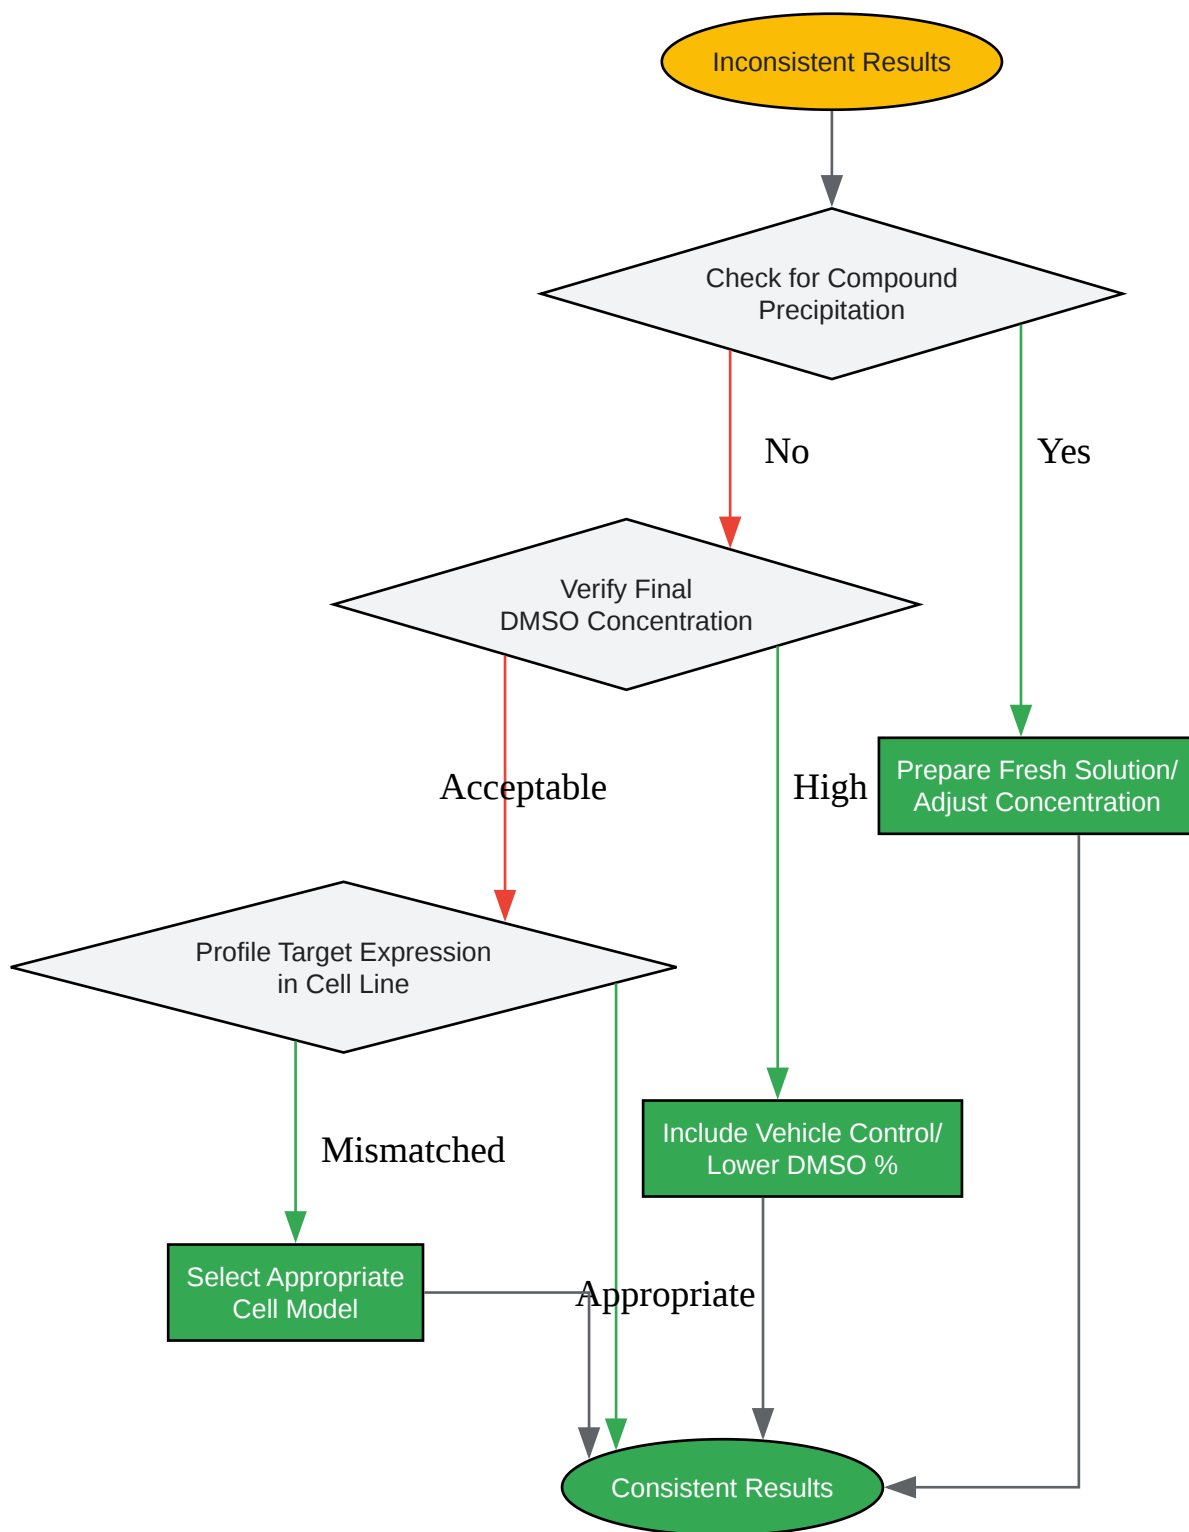 Inconsistent Results
Check for Compound
Precipitation
No
Yes
Verify Final
DMSO Concentration
Acceptable
High
Prepare Fresh Solution/
Adjust Concentration
Profile Target Expression
in Cell Line
Mismatched
Include Vehicle Control/
Lower DMSO %
Select Appropriate
Cell Model
Appropriate
Consistent Results